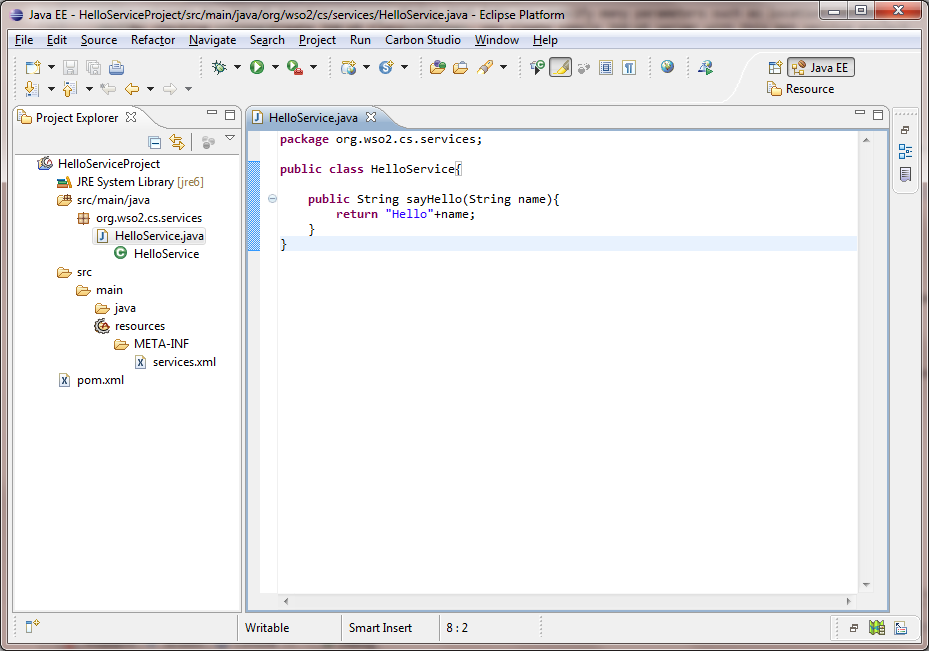 Java EE - HelloServiceProject/src/main/java/org/wso2/cs/services/HelloService.java - Eclipse Platform
File Edit Source Refactor Navigate Search Project Run Carbon Studio Window Help
Java EE
Resource
Project Explorer
HelloServiceProject
JRE System Library [jre6]
src/main/java
org.wso2.cs.services
HelloService.java
HelloService
src
main
java
resources
META-INF
services.xml
pom.xml
HelloService.java
package org.wso2.cs.services;
public class HelloService{
public String sayHello(String name){
return "Hello"+name;
}
}
Writable Smart Insert 8 : 2